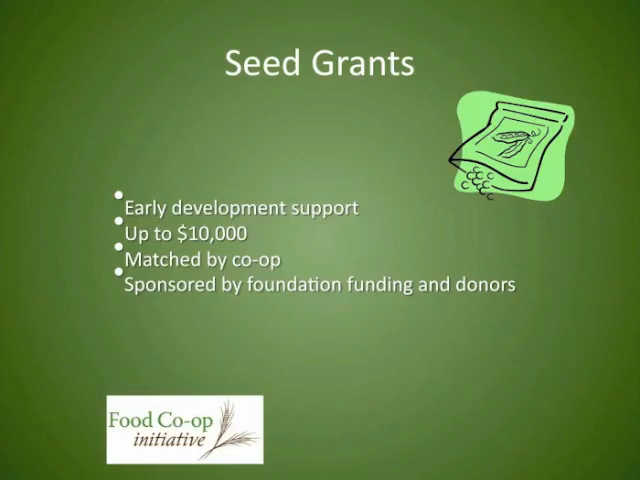 Seed Grants
•Early development support
•Up to $10,000
•Matched by co-op
•Sponsored by foundation funding and donors
Food Co-op
initiative